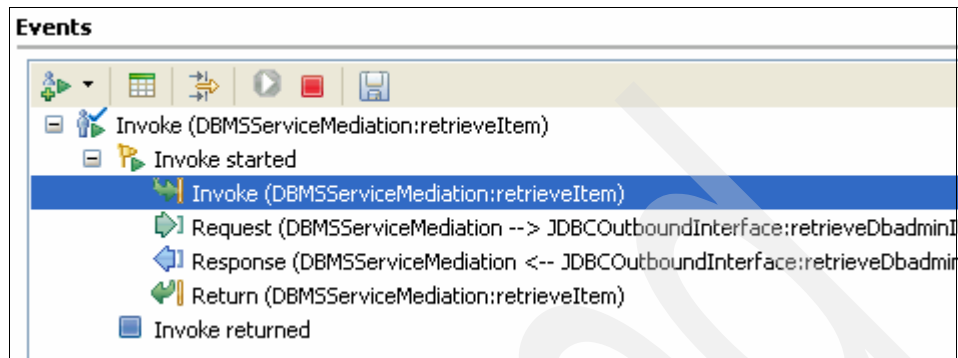 Events
Invoke (DBMSServiceMediation:retrieveItem)
Invoke started
Invoke (DBMSServiceMediation:retrieveItem)
Request (DBMSServiceMediation --> JDBCOutboundInterface:retrieveDbadminI
Response (DBMSServiceMediation <-- JDBCOutboundInterface:retrieveDbadmin
Return (DBMSServiceMediation:retrieveItem)
Invoke returned